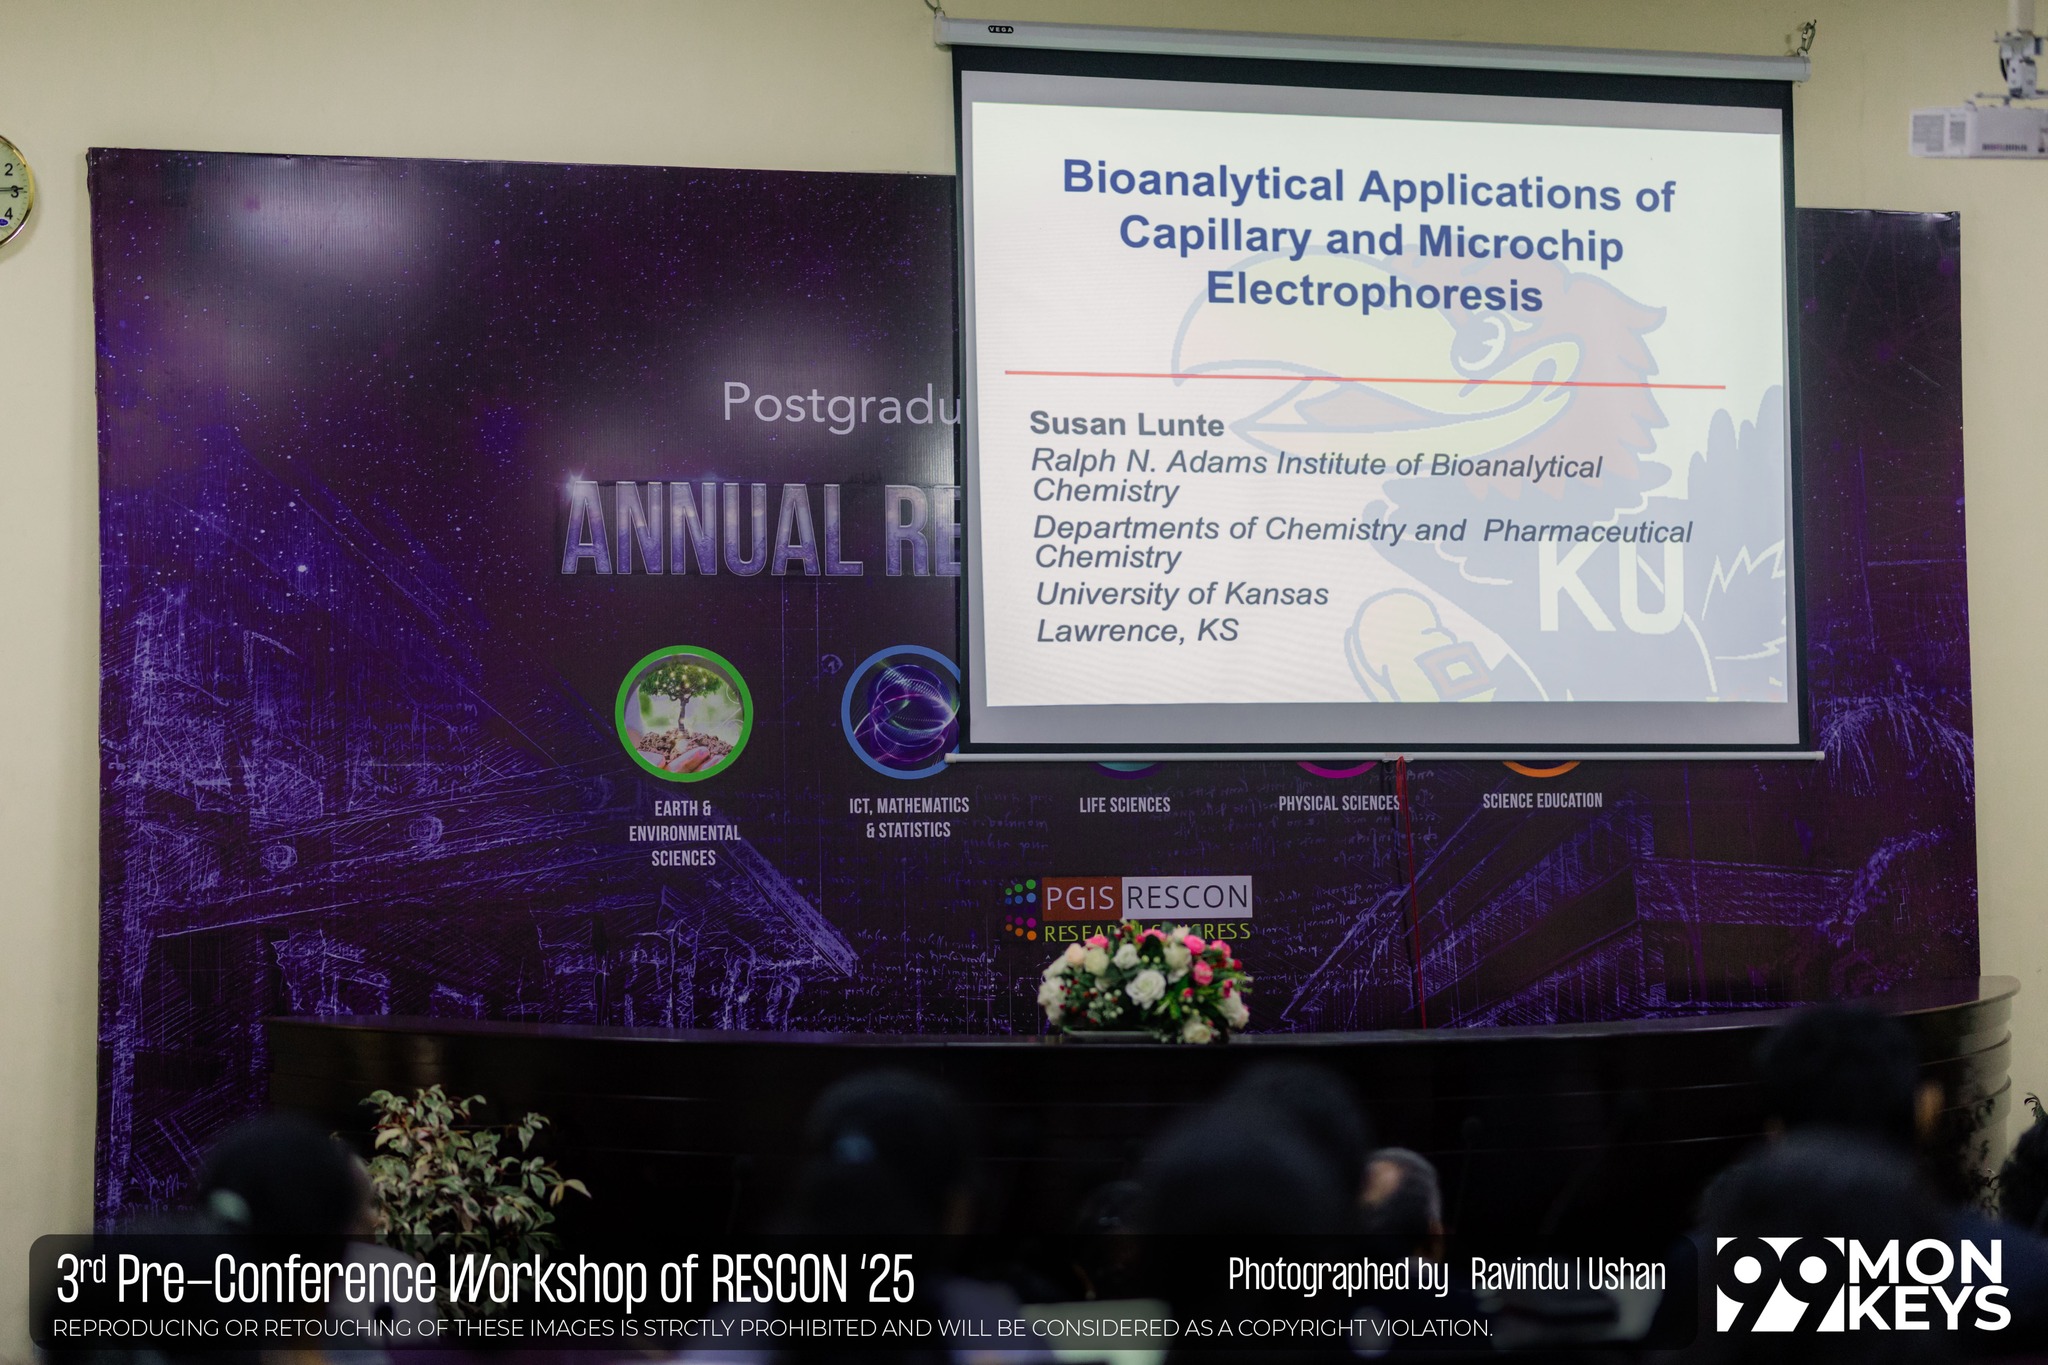 VEGA
2
3
4
Bioanalytical Applications of
Capillary and Microchip
Electrophoresis
Susan Lunte
Ralph N. Adams Institute of Bioanalytical
Chemistry
Departments of Chemistry and Pharmaceutical
Chemistry
University of Kansas
Lawrence, KS
KU
Postgradu
ANNUAL RE
EARTH &
ENVIRONMENTAL
SCIENCES
ICT, MATHEMATICS
& STATISTICS
LIFE SCIENCES
PHYSICAL SCIENCES
SCIENCE EDUCATION
PGIS RESCON
3rd Pre-Conference Workshop of RESCON ‘25
Photographed by Ravindu | Ushan
REPRODUCING OR RETOUCHING OF THESE IMAGES IS STRCTLY PROHIBITED AND WILL BE CONSIDERED AS A COPYRIGHT VIOLATION.
99 MON
KEYS